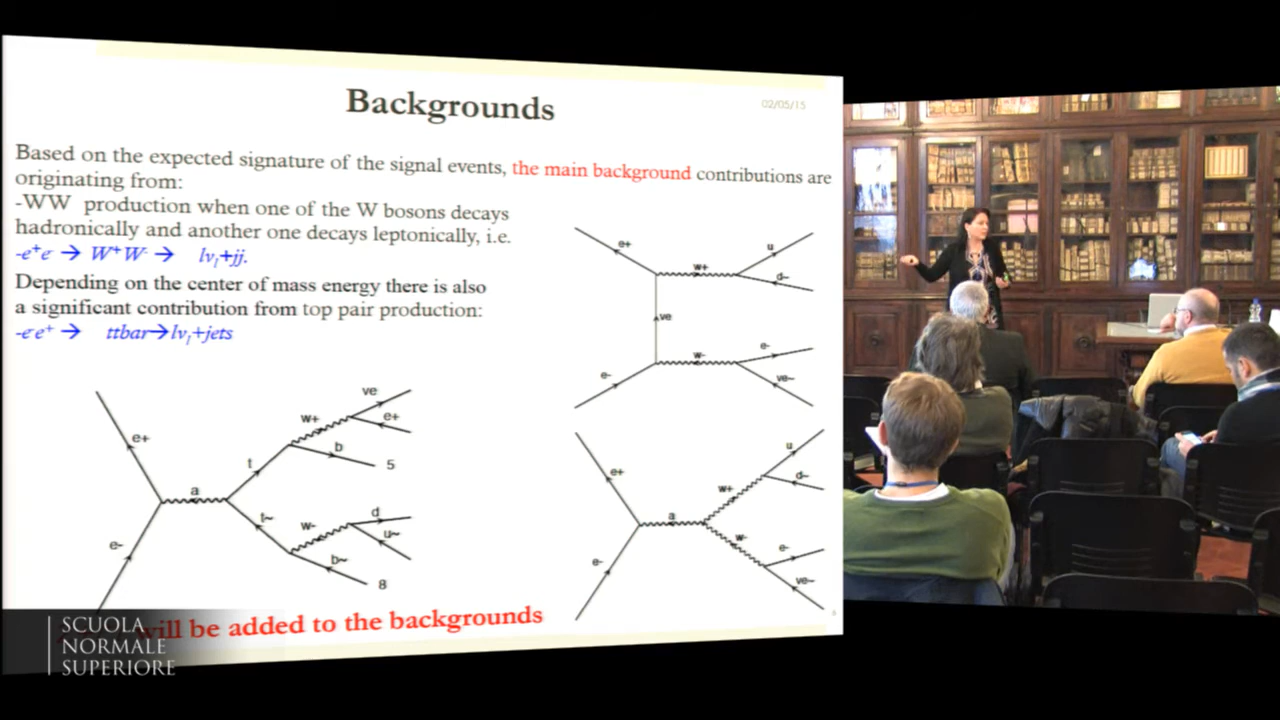 Backgrounds
02/05/15
Based on the expected signature of the signal events, the main background contributions are
originating from:
-WW production when one of the W bosons decays
hadronically and another one decays leptonically, i.e.
-e⁺e⁻ → W⁺W⁻ → lνₗ+jj.
Depending on the center of mass energy there is also
a significant contribution from top pair production:
-e⁻e⁺ → ttbar→lνₗ+jets
e+
w+
u
d~
ve
e-
w-
e-
ve~
e+
e-
a
t
w+
ve
e+
b
5
t~
w-
d
u~
b~
8
e+
e-
a
w+
u
d~
w-
e-
ve~
will be added to the backgrounds
SCUOLA
NORMALE
SUPERIORE